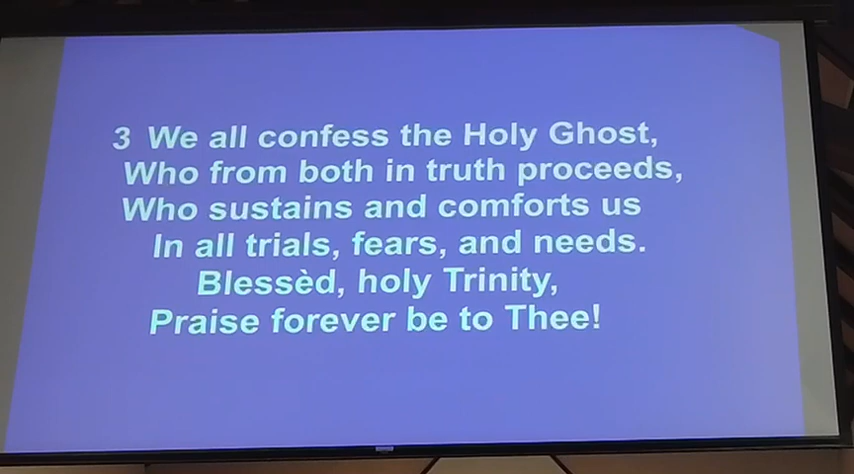 3 We all confess the Holy Ghost,
Who from both in truth proceeds,
Who sustains and comforts us
In all trials, fears, and needs.
Blessèd, holy Trinity,
Praise forever be to Thee!